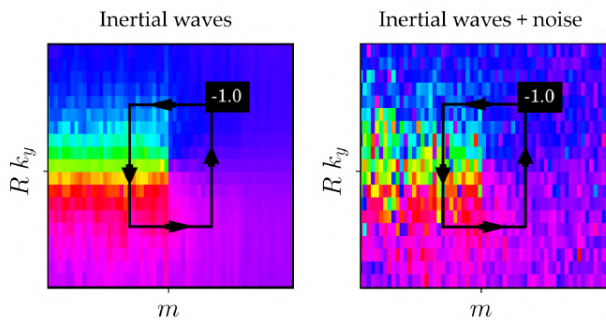 Inertial waves
Inertial waves + noise
-1.0
-1.0
R k_y
R k_y
m
m